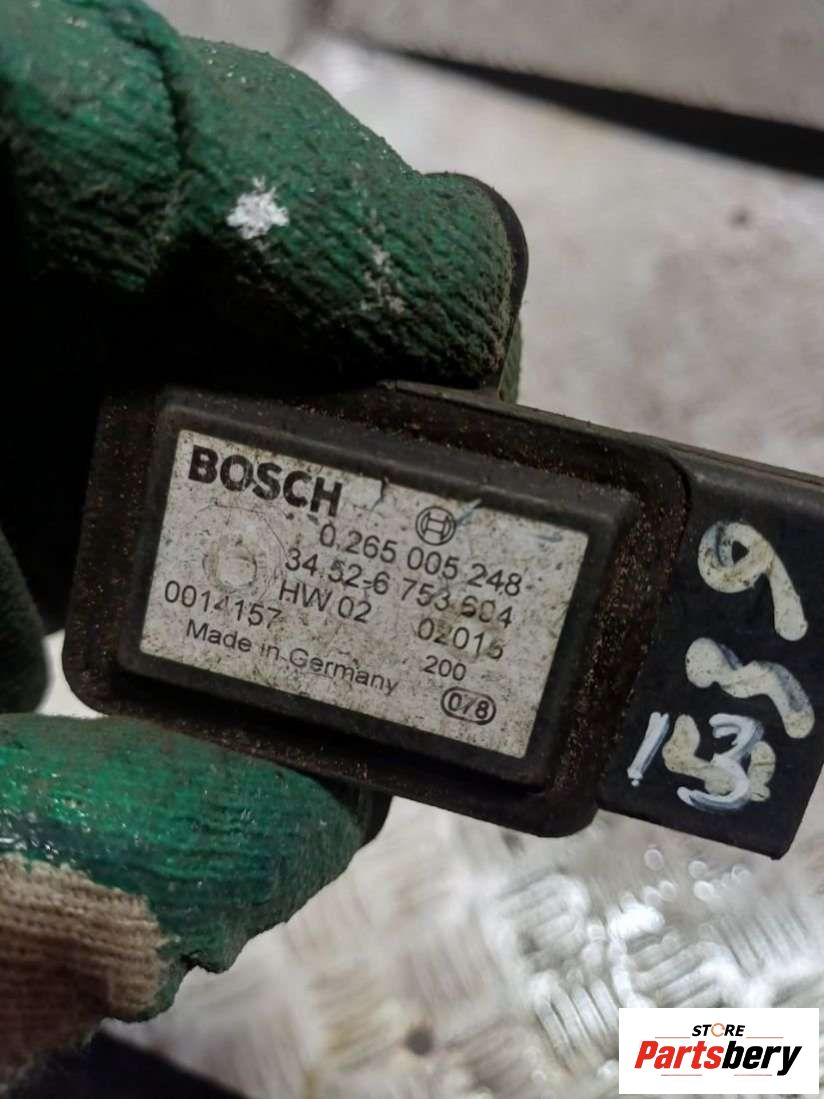 BOSCH
0 265 005 248
34.52-6 753 604
HW 02 02015
0014157 200
Made in Germany
078
9
13
STORE
Partsbery